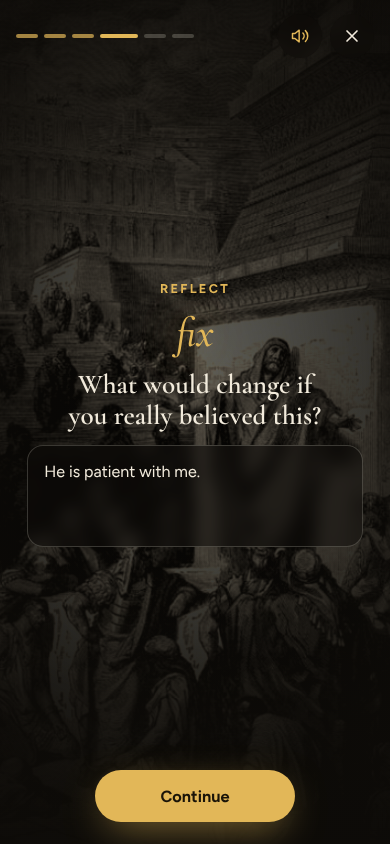 REFLECT
fix
What would change if
you really believed this?
He is patient with me.
Continue